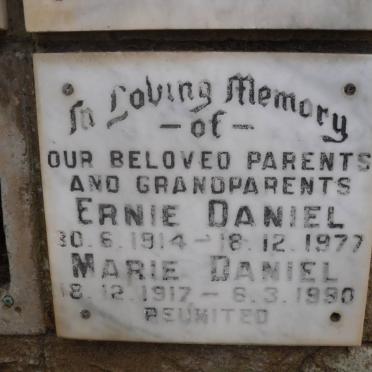 In Loving Memory
– of –
OUR BELOVED PARENTS
AND GRANDPARENTS
ERNIE DANIEL
30. 6. 1914 – 18. 12. 1977
MARIE DANIEL
18. 12. 1917 – 6. 3. 1990
REUNITED